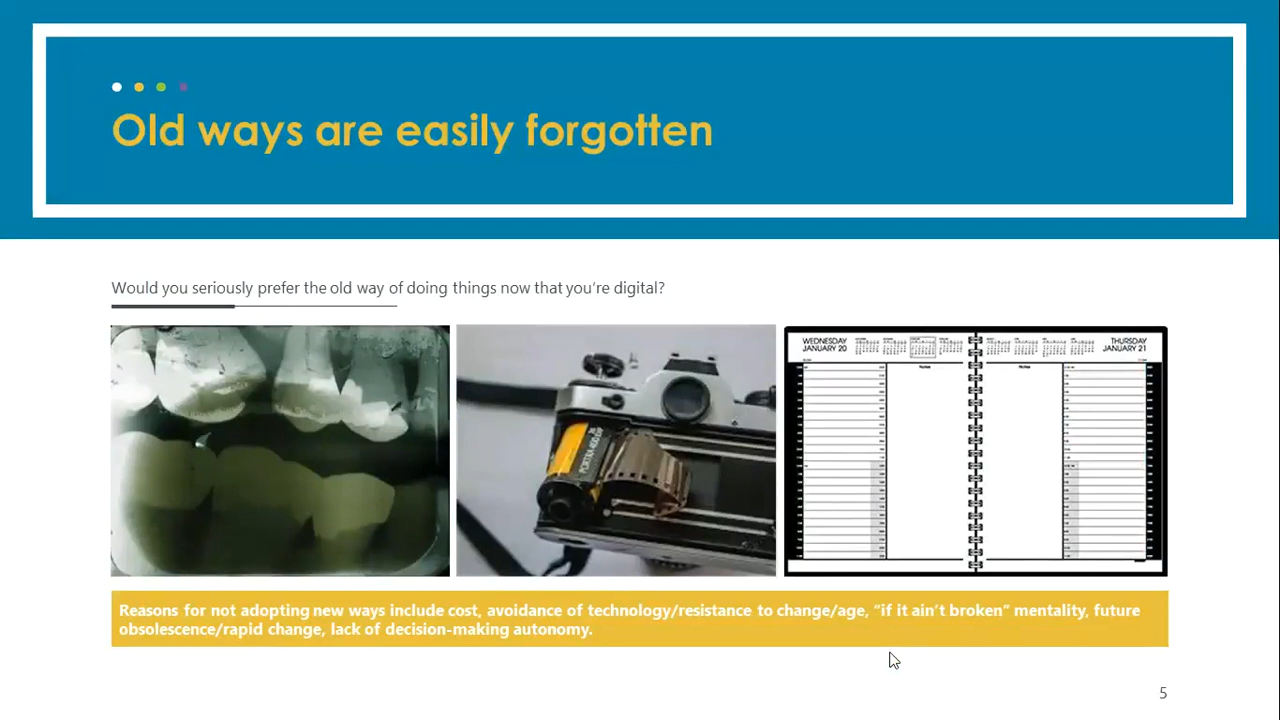 Old ways are easily forgotten
Would you seriously prefer the old way of doing things now that you’re digital?
PORTRA 400
WEDNESDAY
JANUARY 20
THURSDAY
JANUARY 21
Reasons for not adopting new ways include cost, avoidance of technology/resistance to change/age, “if it ain’t broken” mentality, future
obsolescence/rapid change, lack of decision-making autonomy.
5